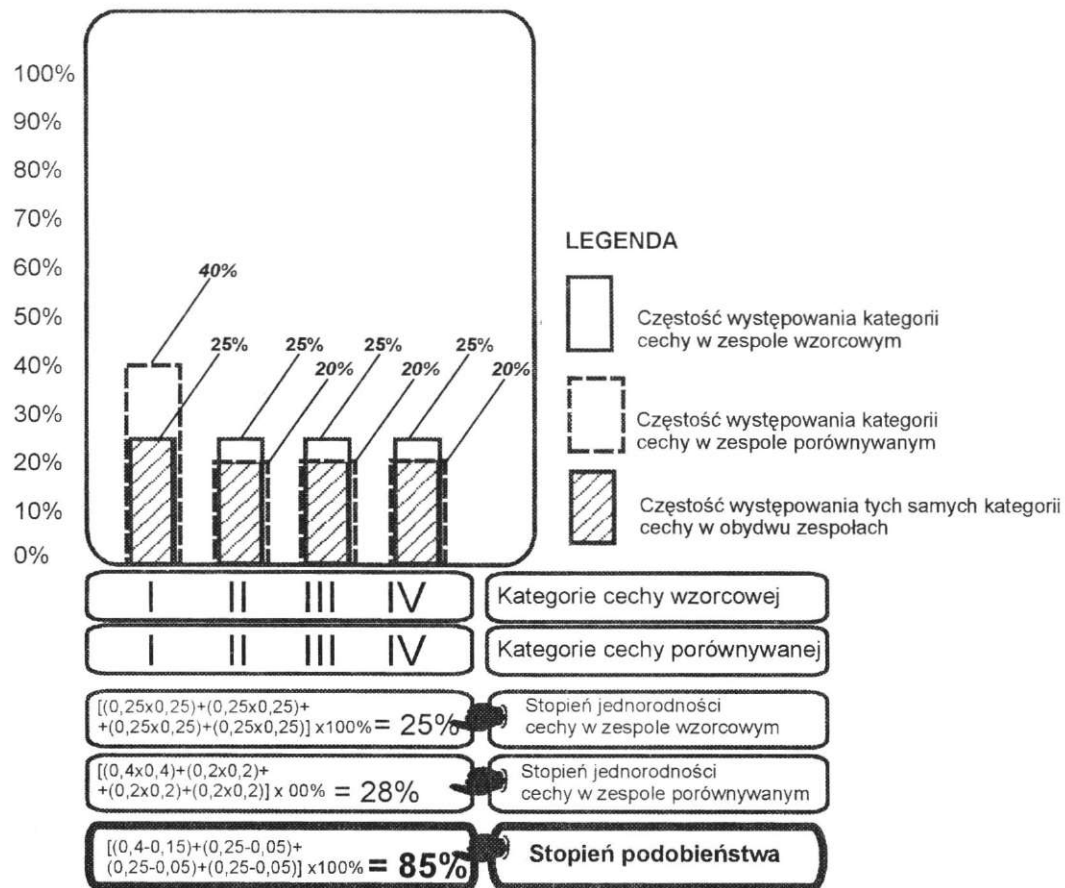 100%
90%
80%
70%
60%
50%
40%
30%
20%
10%
0%
40%
25%
25%
20%
25%
20%
25%
20%
LEGENDA
Częstość występowania kategorii
cechy w zespole wzorcowym
Częstość występowania kategorii
cechy w zespole porównywanym
Częstość występowania tych samych kategorii
cechy w obydwu zespołach
I II III IV
Kategorie cechy wzorcowej
I II III IV
Kategorie cechy porównywanej
[(0,25x0,25)+(0,25x0,25)+
+(0,25x0,25)+(0,25x0,25)] x100% = 25%
Stopień jednorodności
cechy w zespole wzorcowym
[(0,4x0,4)+(0,2x0,2)+
+(0,2x0,2)+(0,2x0,2)] x 00% = 28%
Stopień jednorodności
cechy w zespole porównywanym
[(0,4-0,15)+(0,25-0,05)+
(0,25-0,05)+(0,25-0,05)] x100% = 85%
Stopień podobieństwa